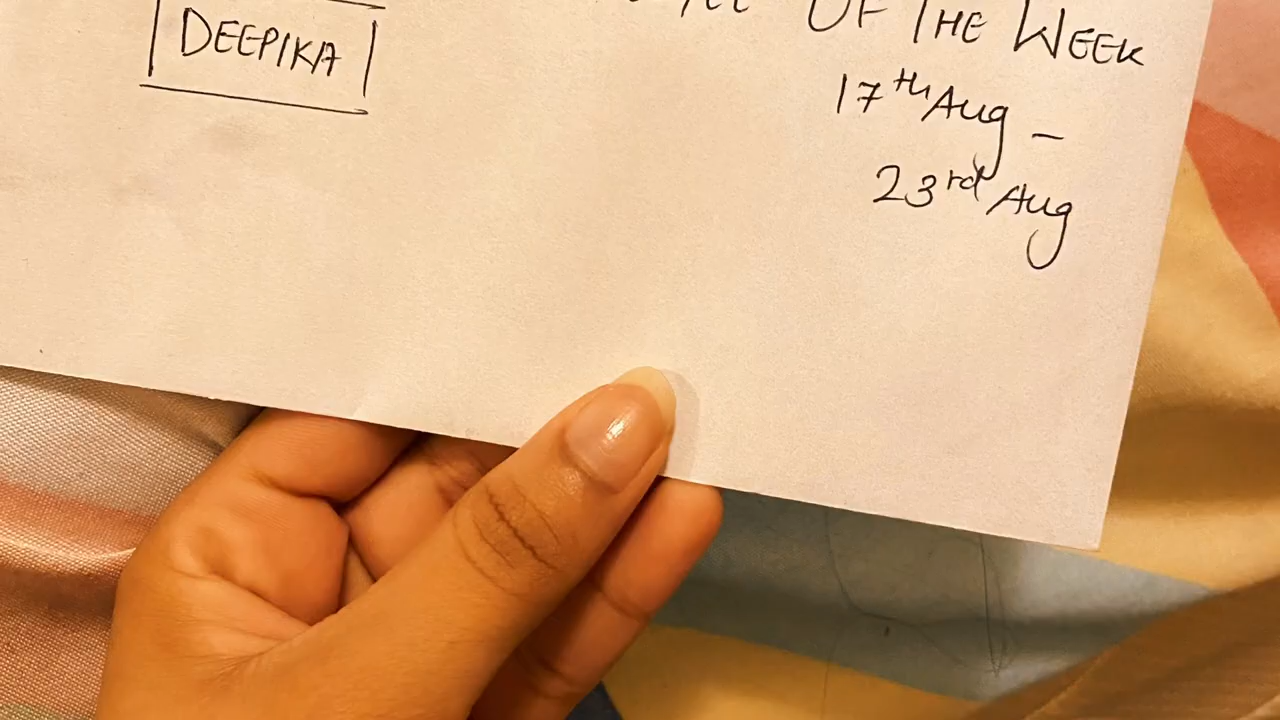 DEEPIKA
OF THE WEEK
17th Aug –
23rd Aug